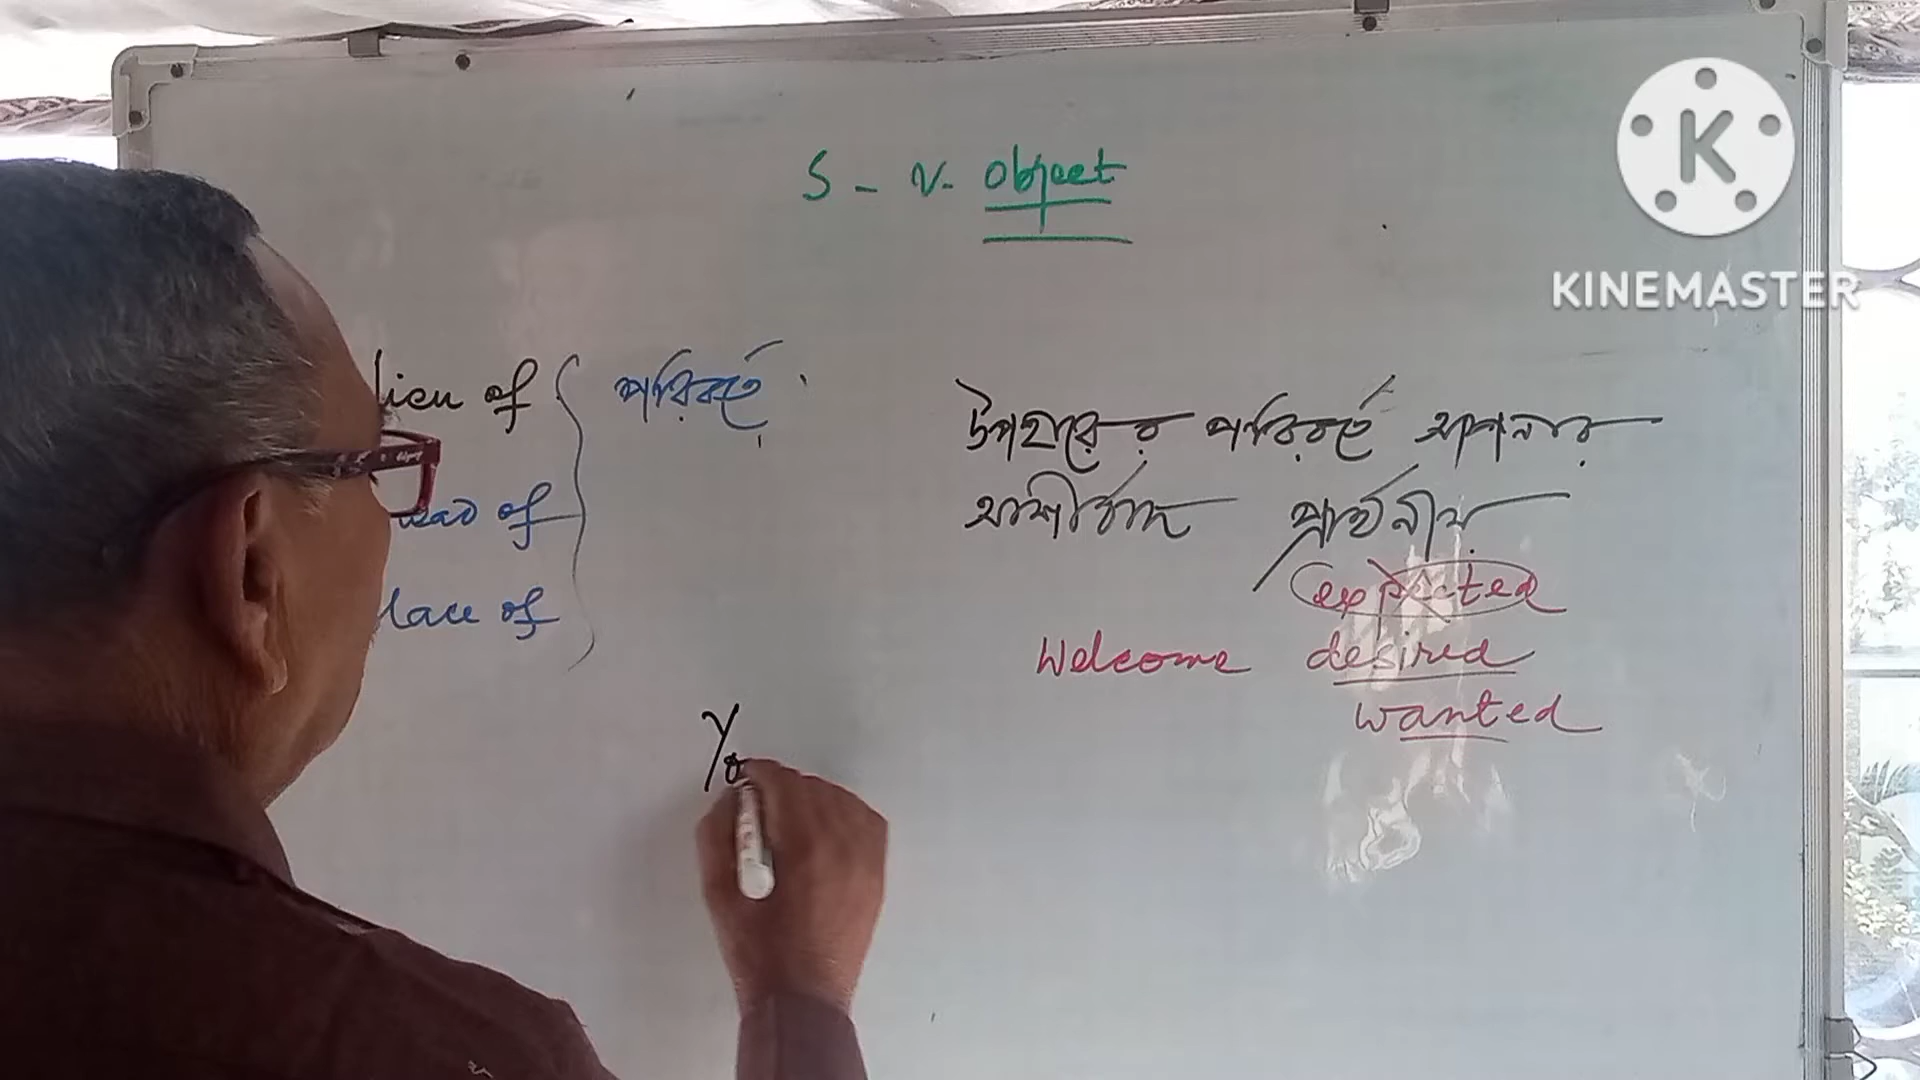 S - V - Object
lieu of { পরিবর্তে
ead of
lace of
উপহারের পরিবর্তে আপনার
আশীর্বাদ প্রার্থনীয়
expected
Welcome desired
wanted
Yo
K
KINEMASTER